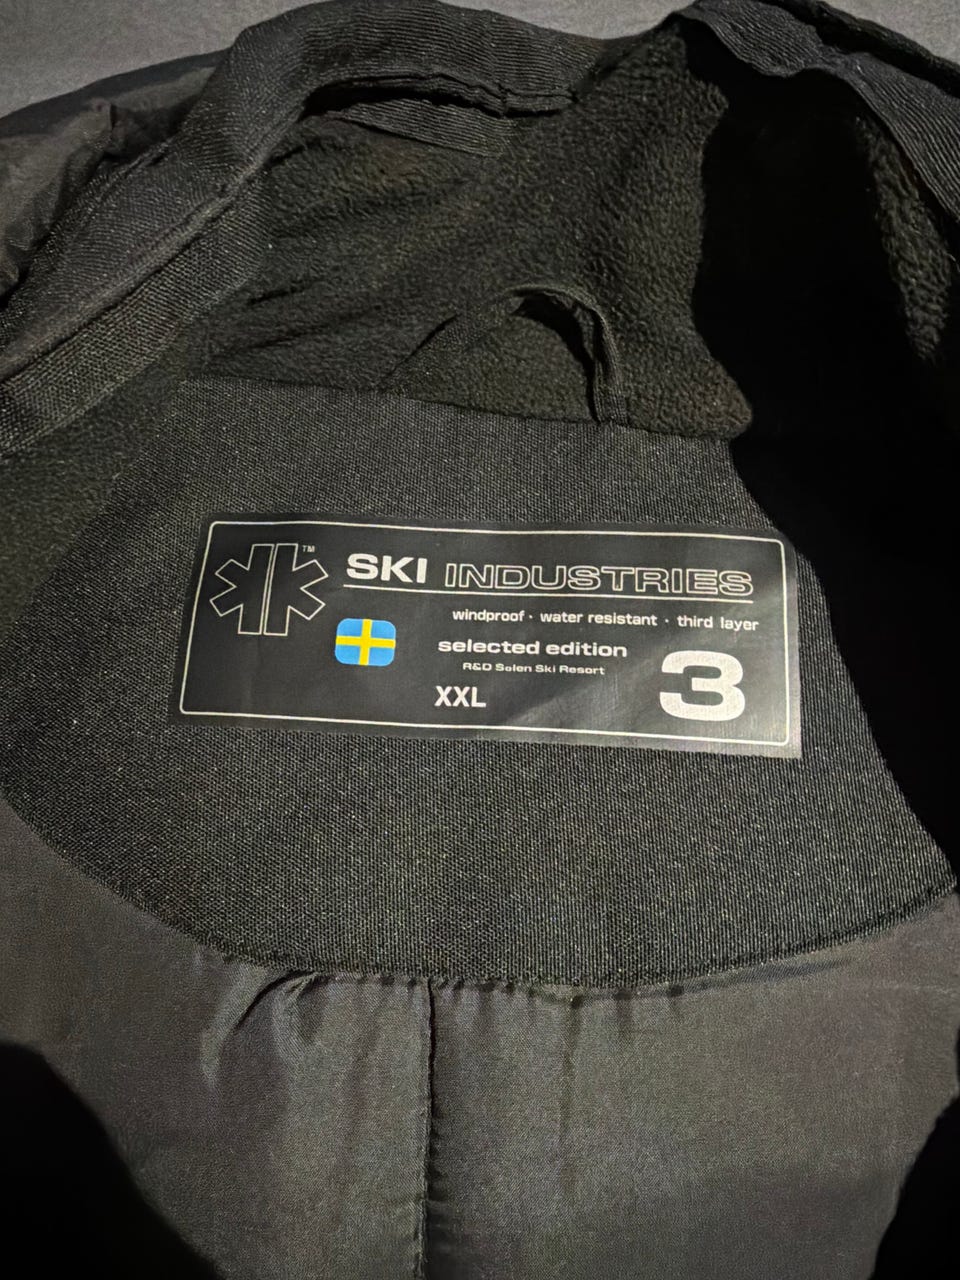 TM
SKI INDUSTRIES
windproof · water resistant · third layer
selected edition
R&D Salen Ski Resort
XXL
3